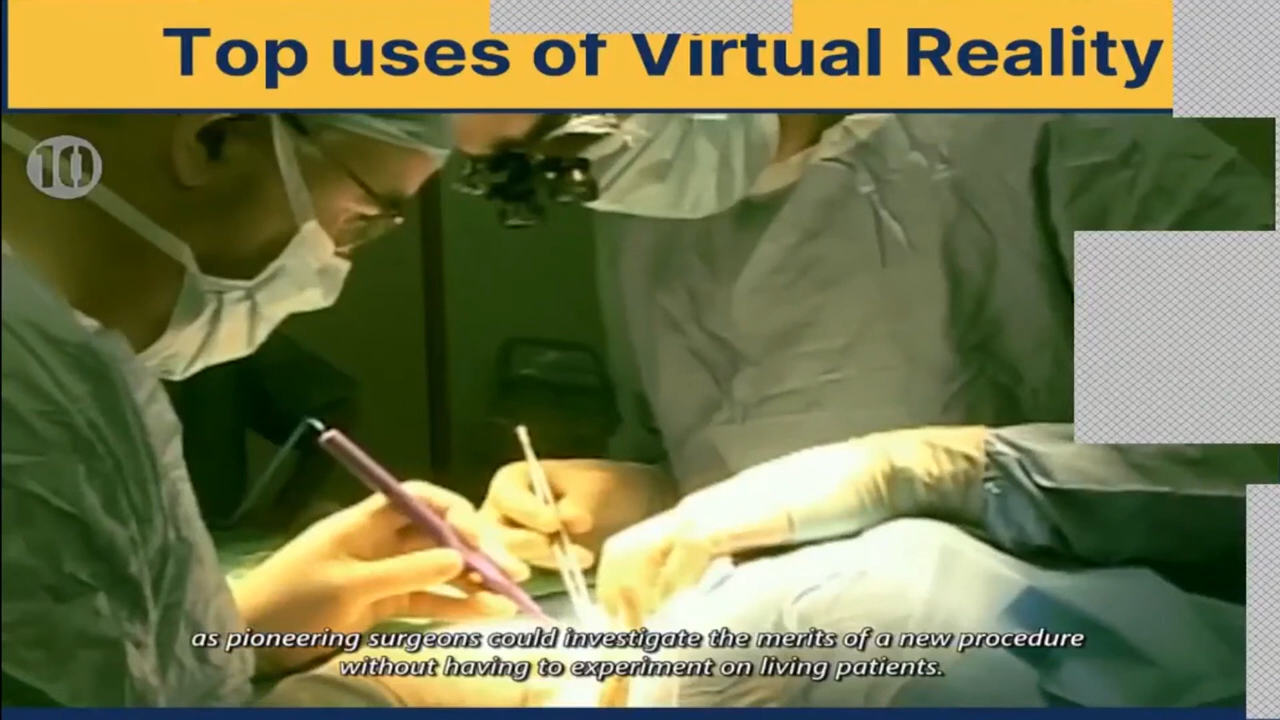 Top uses of Virtual Reality
10
as pioneering surgeons could investigate the merits of a new procedure
without having to experiment on living patients.